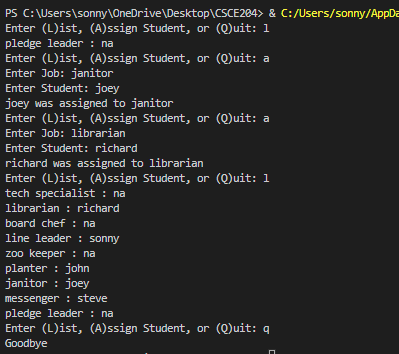 PS C:\Users\sonny\OneDrive\Desktop\CSCE204> & C:/Users/sonny/AppDa
Enter (L)ist, (A)ssign Student, or (Q)uit: l
pledge leader : na
Enter (L)ist, (A)ssign Student, or (Q)uit: a
Enter Job: janitor
Enter Student: joey
joey was assigned to janitor
Enter (L)ist, (A)ssign Student, or (Q)uit: a
Enter Job: librarian
Enter Student: richard
richard was assigned to librarian
Enter (L)ist, (A)ssign Student, or (Q)uit: l
tech specialist : na
librarian : richard
board chef : na
line leader : sonny
zoo keeper : na
planter : john
janitor : joey
messenger : steve
pledge leader : na
Enter (L)ist, (A)ssign Student, or (Q)uit: q
Goodbye